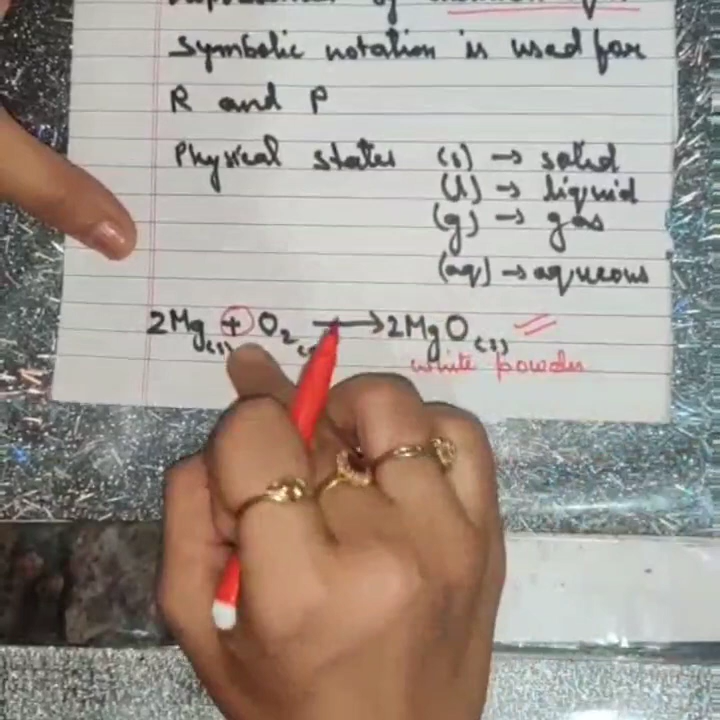 symbolic notation is used for
R and P
Physical states (s) → solid
(l) → liquid
(g) → gas
(aq) → aqueous
2Mg(s) + O2 → 2MgO(s)
white powder